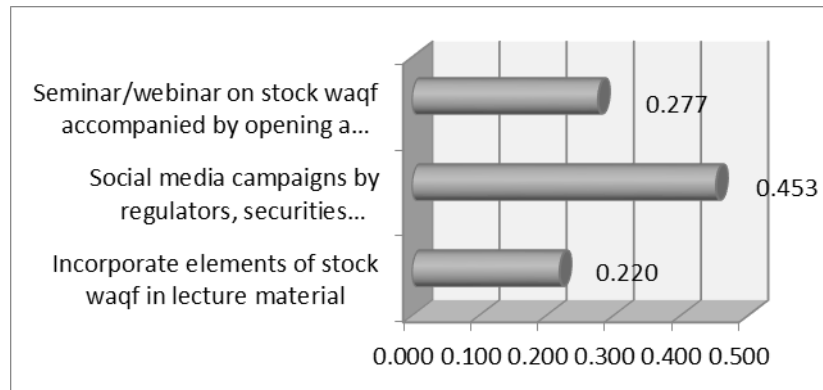 Seminar/webinar on stock waqf
accompanied by opening a...
0.277
Social media campaigns by
regulators, securities...
0.453
Incorporate elements of stock
waqf in lecture material
0.220
0.000 0.100 0.200 0.300 0.400 0.500